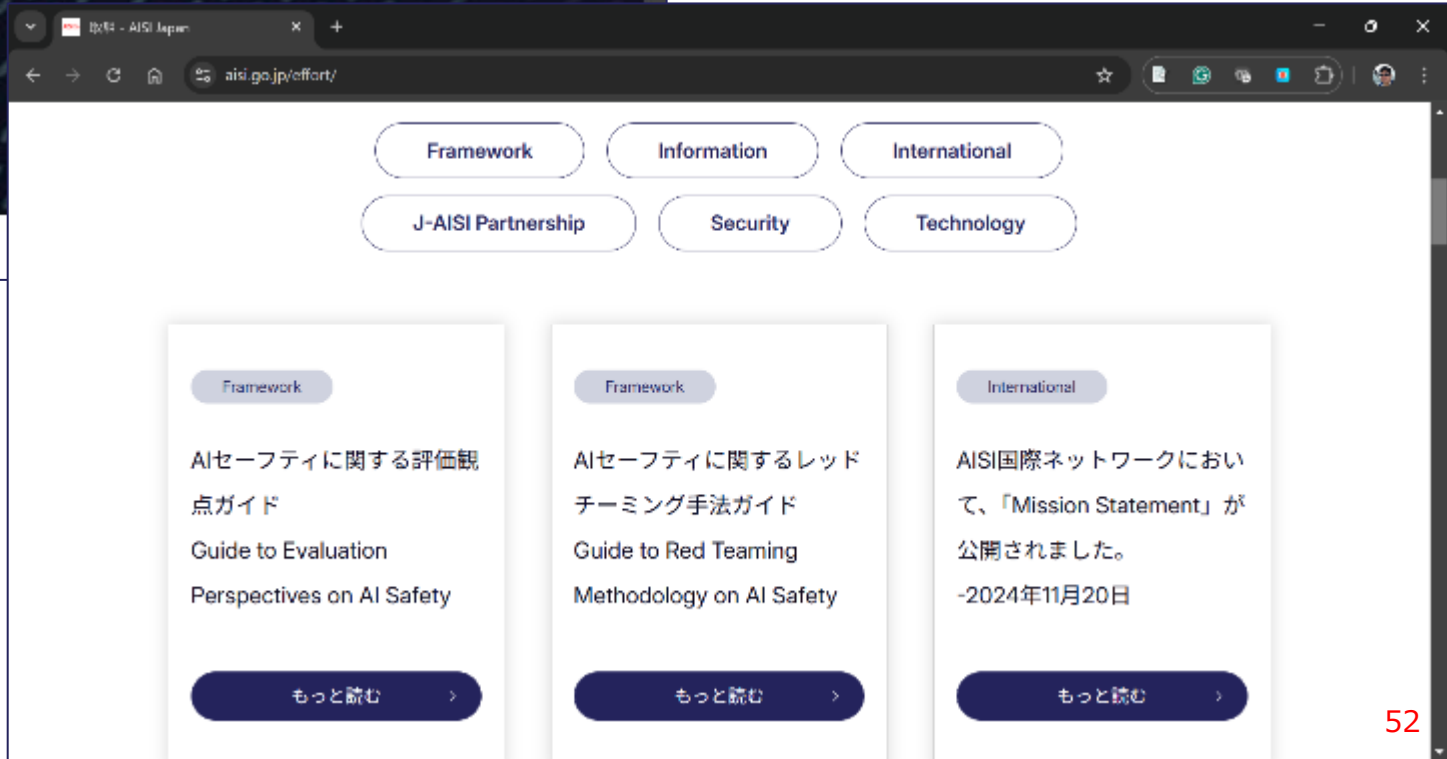 取組 - AISI Japan
aisi.go.jp/effort/
Framework
Information
International
J-AISI Partnership
Security
Technology
Framework
AIセーフティに関する評価観
点ガイド
Guide to Evaluation
Perspectives on AI Safety
もっと読む
Framework
AIセーフティに関するレッド
チーミング手法ガイド
Guide to Red Teaming
Methodology on AI Safety
もっと読む
International
AISI国際ネットワークにおい
て、「Mission Statement」が
公開されました。
-2024年11月20日
もっと読む
52